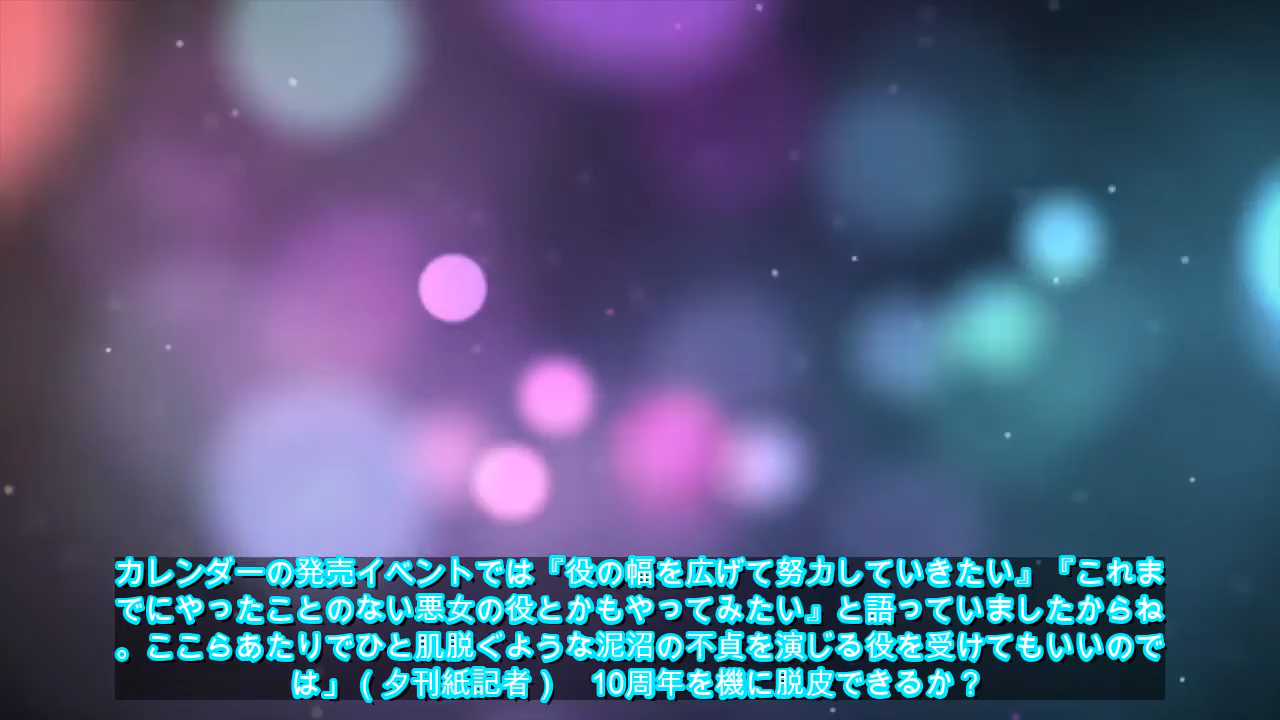 カレンダーの発売イベントでは『役の幅を広げて努力していきたい』『これま
でにやったことのない悪女の役とかもやってみたい』と語っていましたからね
。ここらあたりでひと肌脱ぐような泥沼の不貞を演じる役を受けてもいいので
は」（夕刊紙記者）　10周年を機に脱皮できるか？